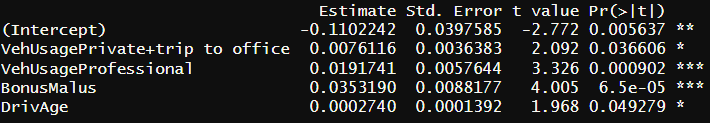 Estimate Std. Error t value Pr(>|t|)
(Intercept) -0.1102242 0.0397585 -2.772 0.005637 **
VehUsagePrivate+trip to office 0.0076116 0.0036383 2.092 0.036606 *
VehUsageProfessional 0.0191741 0.0057644 3.326 0.000902 ***
BonusMalus 0.0353190 0.0088177 4.005 6.5e-05 ***
DrivAge 0.0002740 0.0001392 1.968 0.049279 *